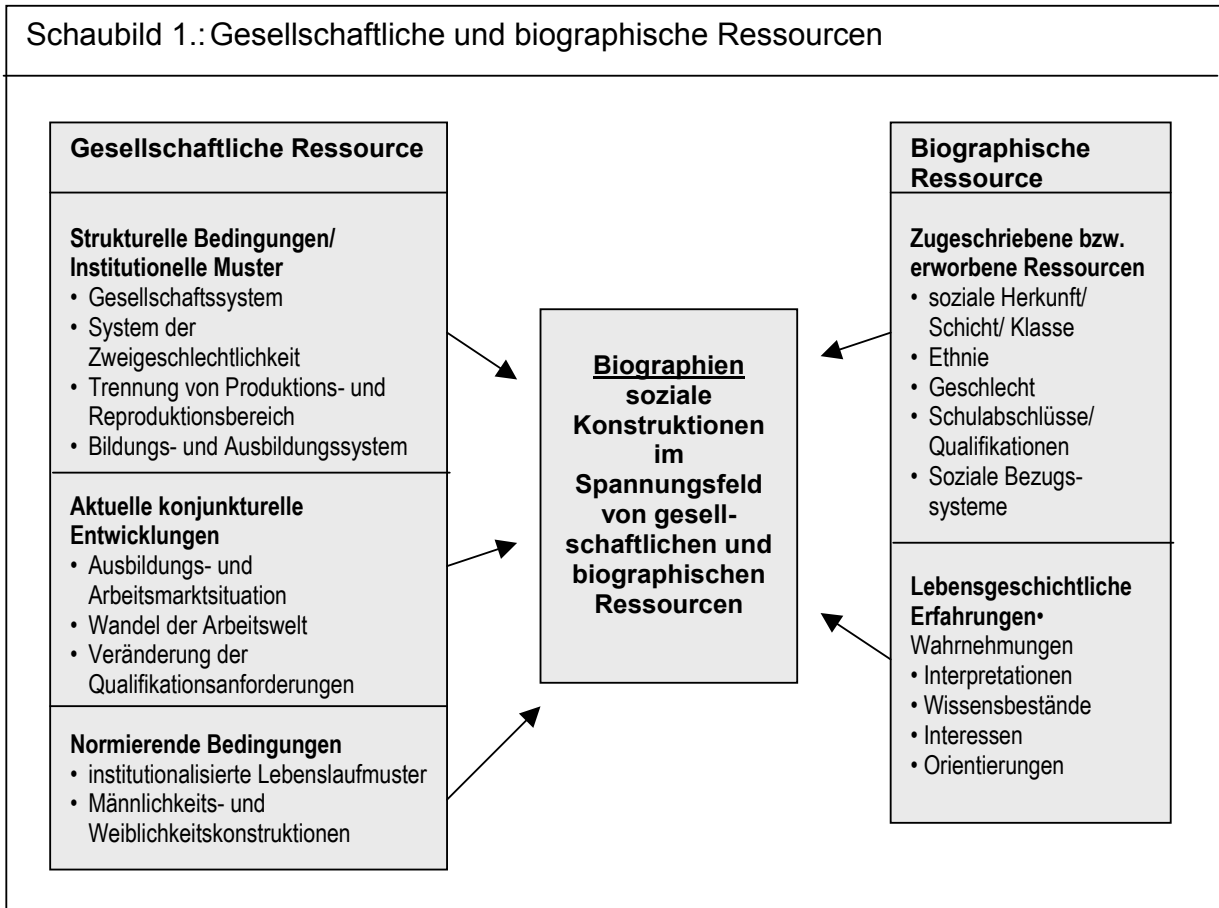 Schaubild 1.: Gesellschaftliche und biographische Ressourcen
Gesellschaftliche Ressource
Strukturelle Bedingungen/
Institutionelle Muster
• Gesellschaftssystem
• System der
Zweigeschlechtlichkeit
• Trennung von Produktions- und
Reproduktionsbereich
• Bildungs- und Ausbildungssystem
Aktuelle konjunkturelle
Entwicklungen
• Ausbildungs- und
Arbeitsmarktsituation
• Wandel der Arbeitswelt
• Veränderung der
Qualifikationsanforderungen
Normierende Bedingungen
• institutionalisierte Lebenslaufmuster
• Männlichkeits- und
Weiblichkeitskonstruktionen
Biographien
soziale
Konstruktionen
im
Spannungsfeld
von gesell-
schaftlichen und
biographischen
Ressourcen
Biographische
Ressource
Zugeschriebene bzw.
erworbene Ressourcen
• soziale Herkunft/
Schicht/ Klasse
• Ethnie
• Geschlecht
• Schulabschlüsse/
Qualifikationen
• Soziale Bezugs-
systeme
Lebensgeschichtliche
Erfahrungen•
Wahrnehmungen
• Interpretationen
• Wissensbestände
• Interessen
• Orientierungen